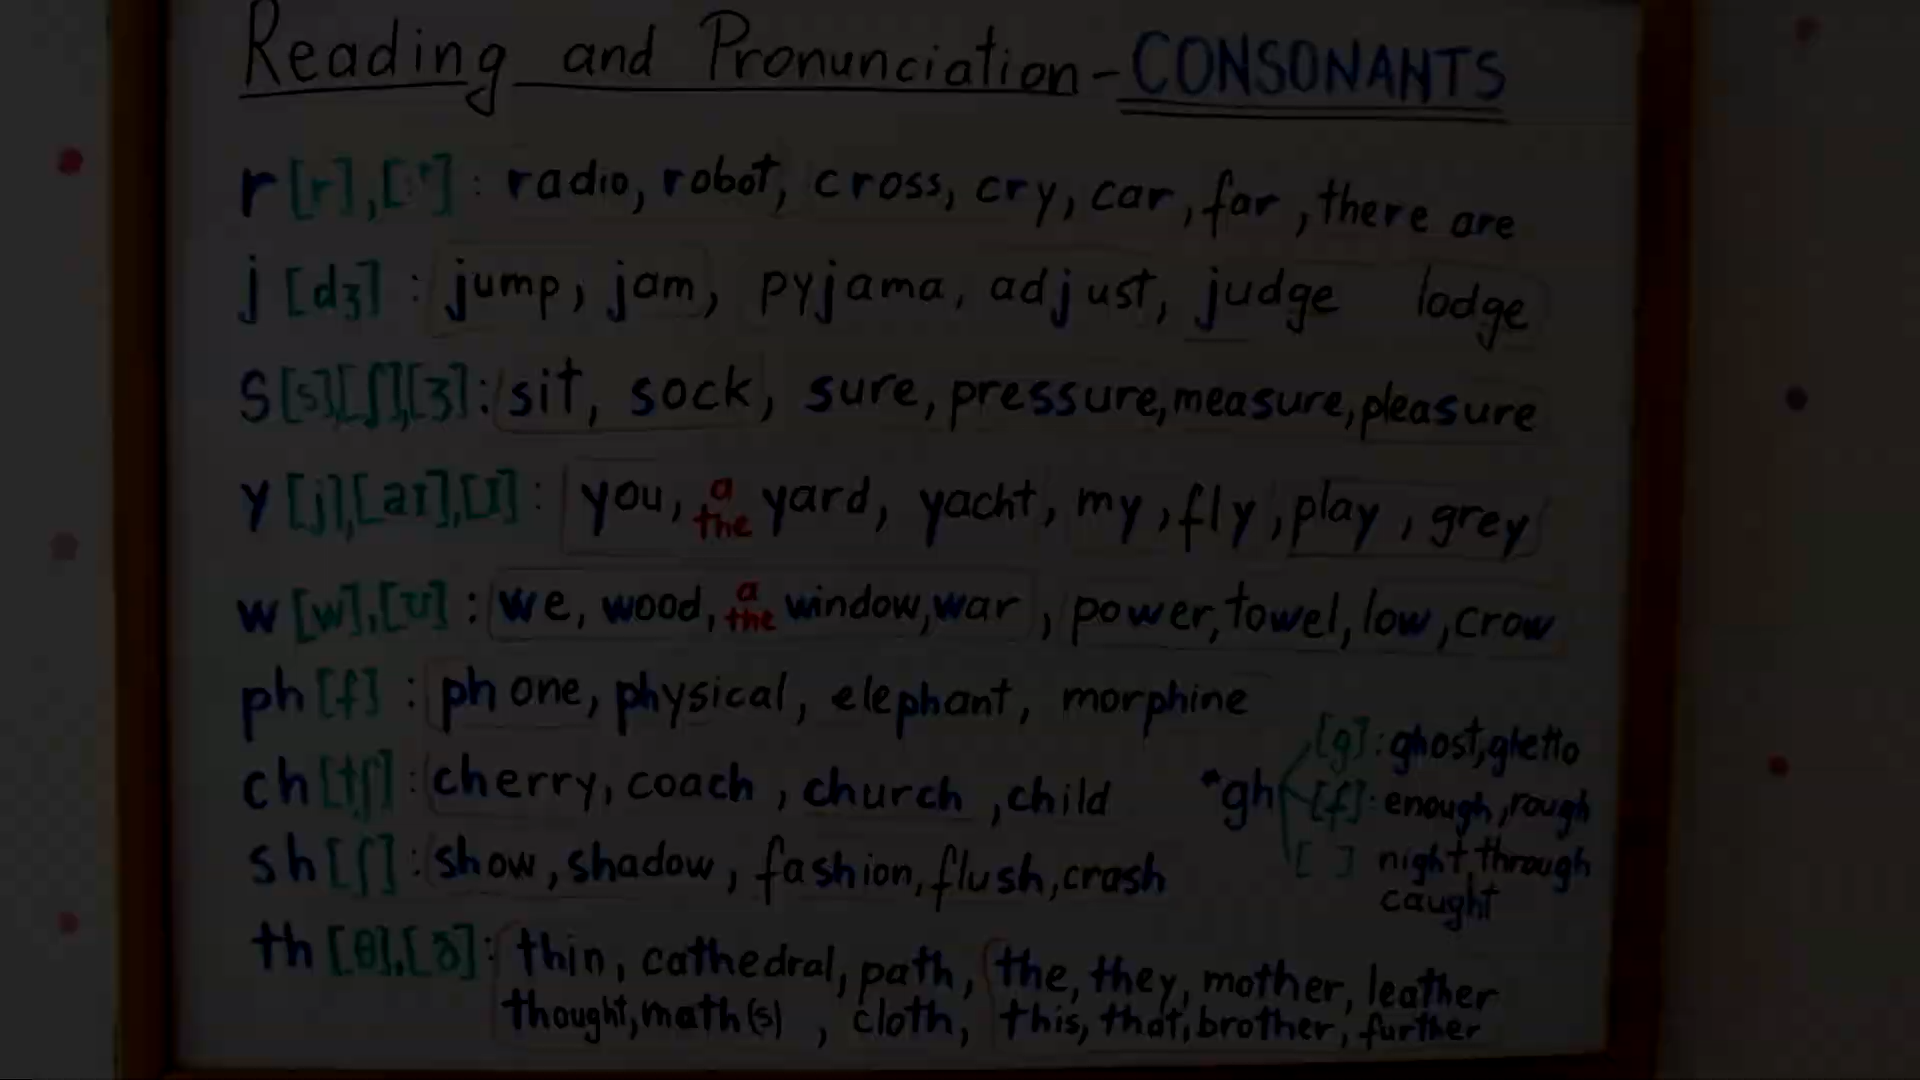 Reading and Pronunciation - CONSONANTS
r [r], [ʳ] : radio, robot, cross, cry, car, far, there are
j [dʒ] : jump, jam, pyjama, adjust, judge lodge
S [s],[ʃ],[ʒ] : sit, sock, sure, pressure, measure, pleasure
y [j],[aɪ],[ɪ] : you, a yard, yacht, my, fly, play, grey
the
w [w],[ʊ] : we, wood, a window, war, power, towel, low, crow
the
ph [f] : phone, physical, elephant, morphine
ch [tʃ] : cherry, coach, church, child
sh [ʃ] : show, shadow, fashion, flush, crash
th [θ],[ð] : thin, cathedral, path, the, they, mother, leather
thought, math(s), cloth, this, that, brother, further
*gh
[g] : ghost, ghetto
[f] : enough, rough
[ ] night, through
caught